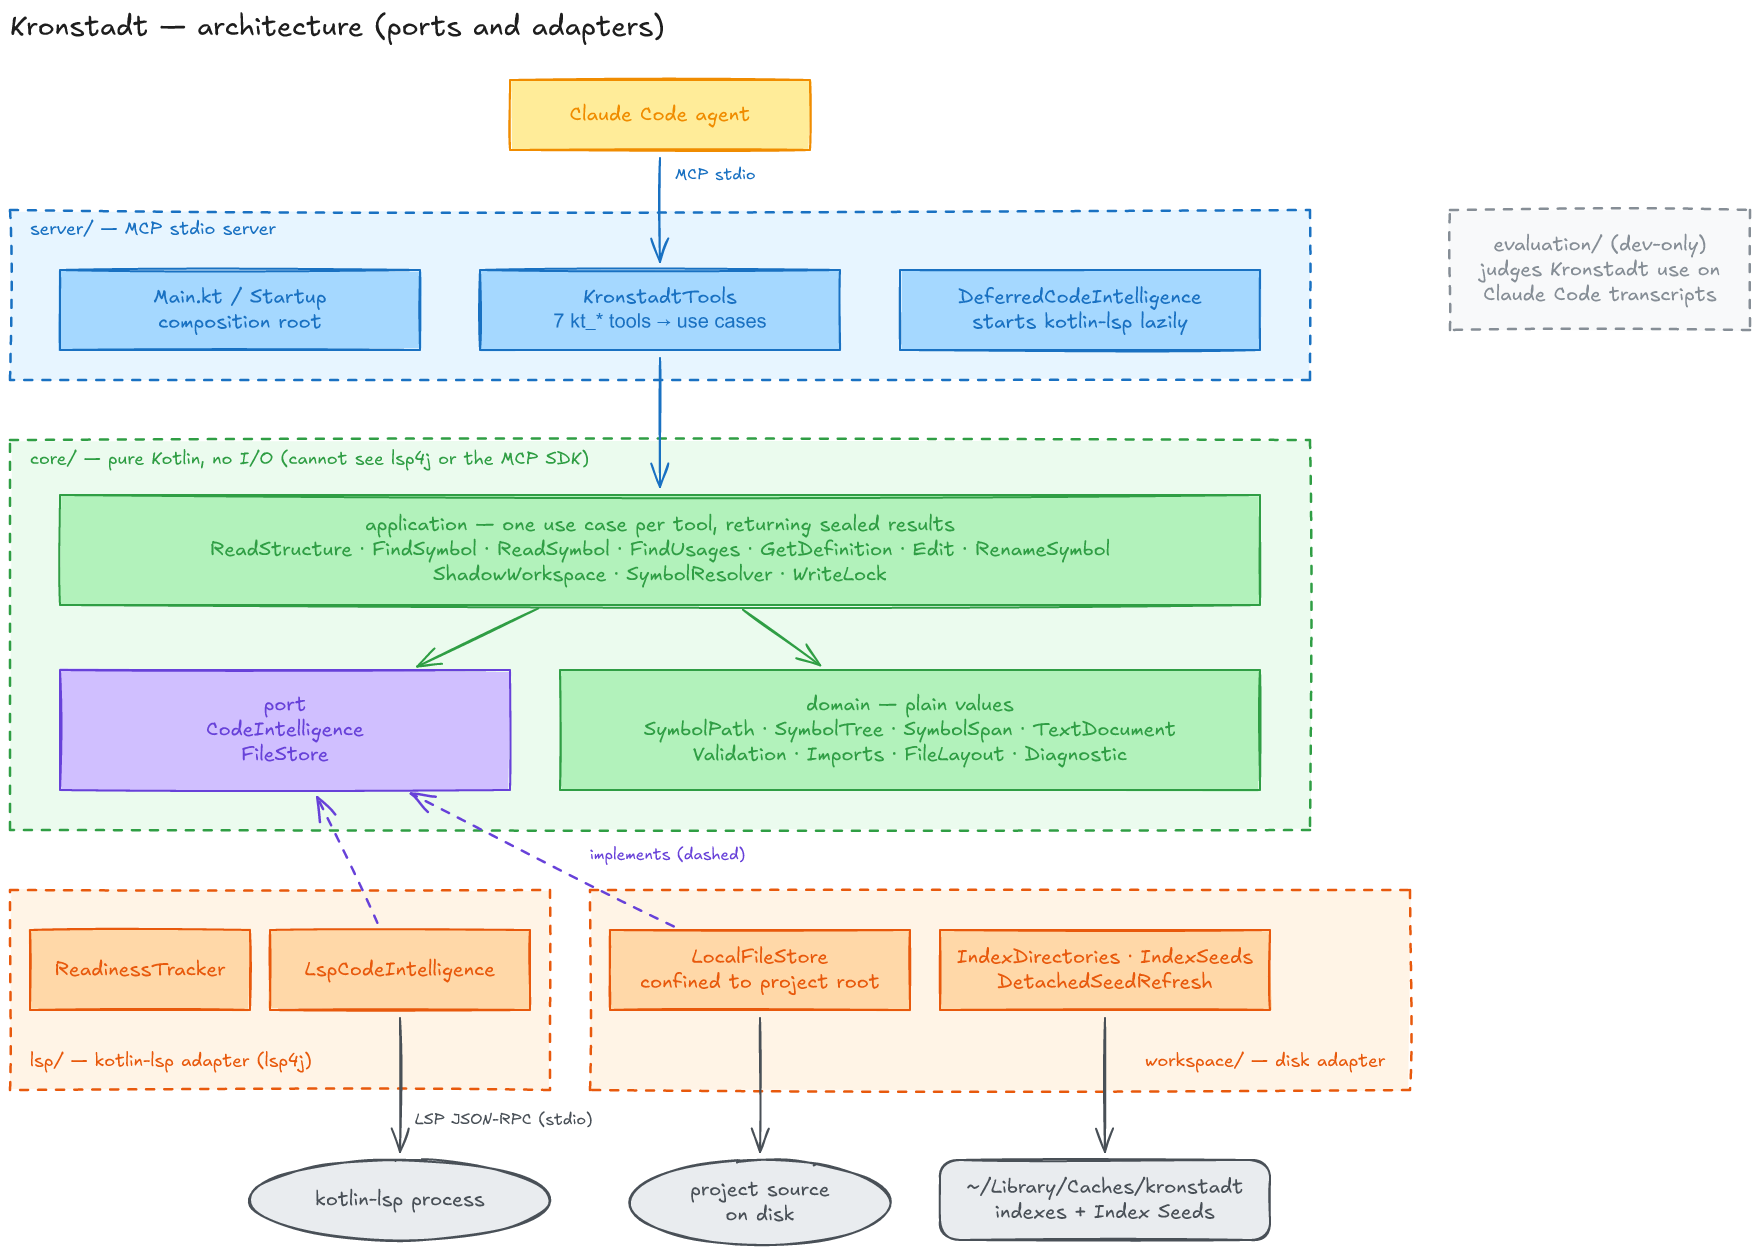 Kronstadt — architecture (ports and adapters)
Claude Code agent
MCP stdio
server/ — MCP stdio server
Main.kt / Startup
composition root
KronstadtTools
7 kt_* tools → use cases
DeferredCodeIntelligence
starts kotlin-lsp lazily
evaluation/ (dev-only)
judges Kronstadt use on
Claude Code transcripts
core/ — pure Kotlin, no I/O (cannot see lsp4j or the MCP SDK)
application — one use case per tool, returning sealed results
ReadStructure · FindSymbol · ReadSymbol · FindUsages · GetDefinition · Edit · RenameSymbol
ShadowWorkspace · SymbolResolver · WriteLock
port
CodeIntelligence
FileStore
domain — plain values
SymbolPath · SymbolTree · SymbolSpan · TextDocument
Validation · Imports · FileLayout · Diagnostic
implements (dashed)
ReadinessTracker
LspCodeIntelligence
lsp/ — kotlin-lsp adapter (lsp4j)
LocalFileStore
confined to project root
IndexDirectories · IndexSeeds
DetachedSeedRefresh
workspace/ — disk adapter
LSP JSON-RPC (stdio)
kotlin-lsp process
project source
on disk
~/Library/Caches/kronstadt
indexes + Index Seeds